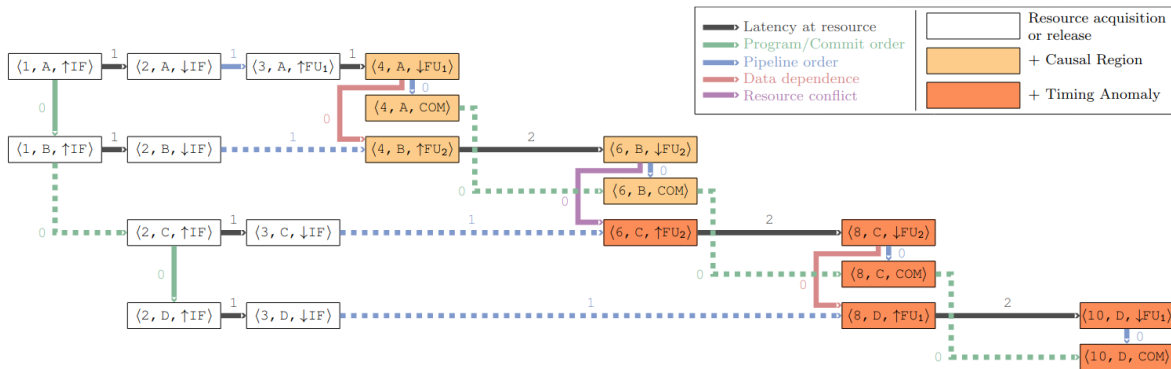 Latency at resource
Program/Commit order
Pipeline order
Data dependence
Resource conflict
Resource acquisition
or release
+ Causal Region
+ Timing Anomaly
1 1 1
⟨1, A, ↑IF⟩ ⟨2, A, ↓IF⟩ ⟨3, A, ↑FU₁⟩ ⟨4, A, ↓FU₁⟩
0
0 ⟨4, A, COM⟩
0
1 1 2
⟨1, B, ↑IF⟩ ⟨2, B, ↓IF⟩ ⟨4, B, ↑FU₂⟩ ⟨6, B, ↓FU₂⟩
0
0 ⟨6, B, COM⟩
0
1 1 2
0 ⟨2, C, ↑IF⟩ ⟨3, C, ↓IF⟩ ⟨6, C, ↑FU₂⟩ ⟨8, C, ↓FU₂⟩
0
0 0 ⟨8, C, COM⟩
0
1 1 2
⟨2, D, ↑IF⟩ ⟨3, D, ↓IF⟩ ⟨8, D, ↑FU₁⟩ ⟨10, D, ↓FU₁⟩
0
0 ⟨10, D, COM⟩